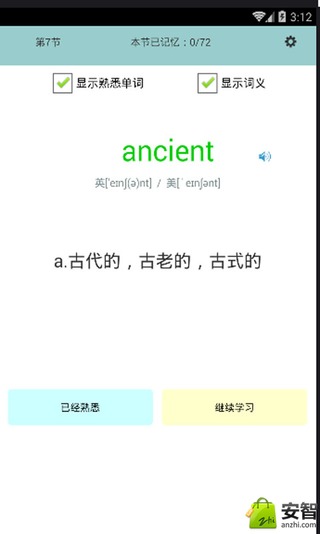 3:12
第7节 本节已记忆：0/72
显示熟悉单词 显示词义
ancient
英['eɪnʃ(ə)nt] / 美[ˈeɪnʃənt]
a.古代的，古老的，古式的
已经熟悉 继续学习
安智
zhi
anzhi.com